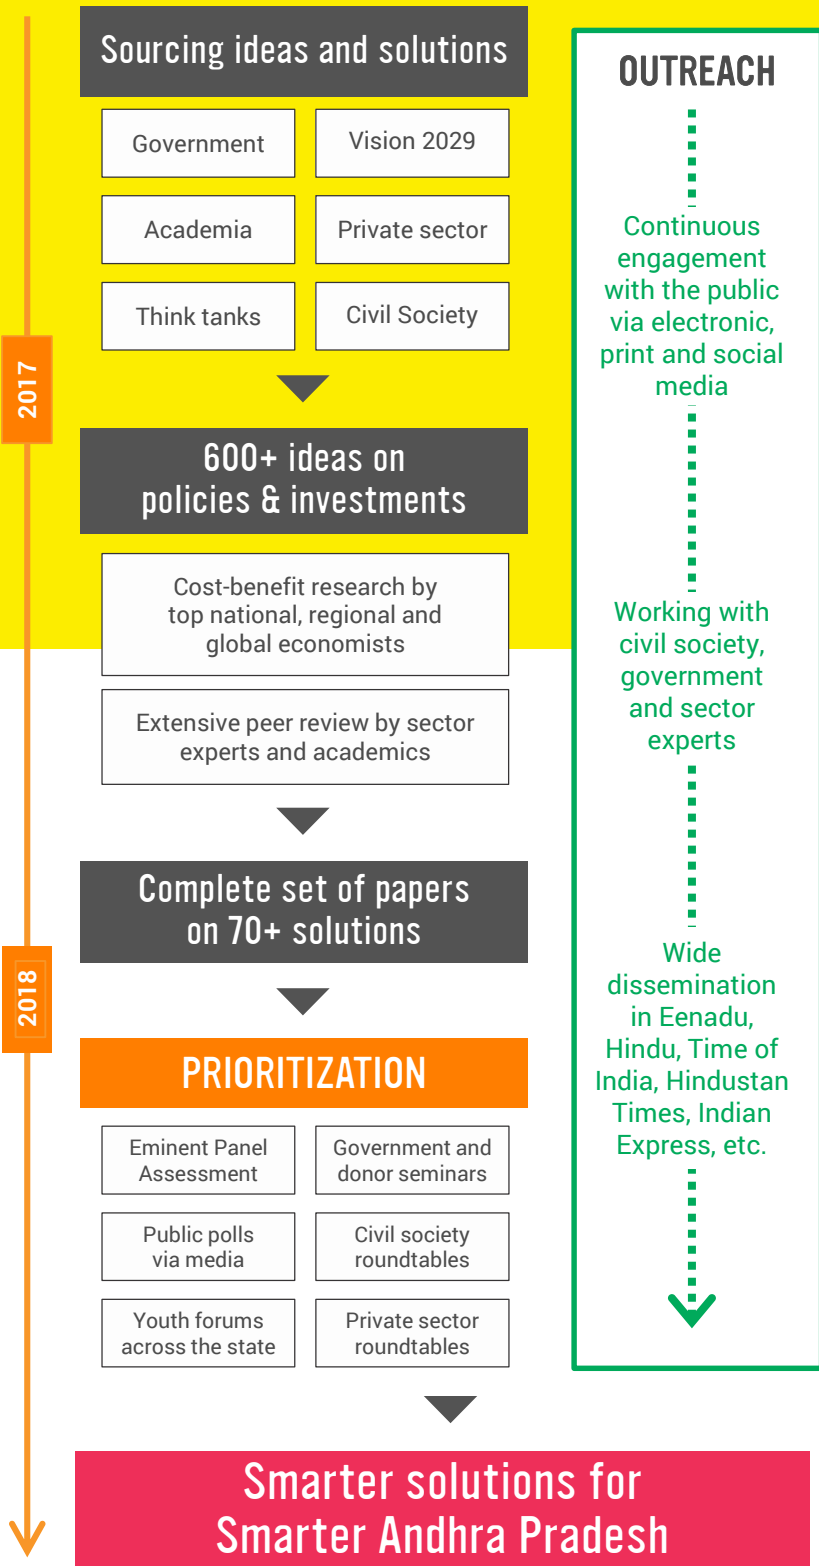 Sourcing ideas and solutions
Government
Vision 2029
Academia
Private sector
Think tanks
Civil Society
2017
600+ ideas on
policies & investments
Cost-benefit research by
top national, regional and
global economists
Extensive peer review by sector
experts and academics
Complete set of papers
on 70+ solutions
2018
PRIORITIZATION
Eminent Panel
Assessment
Government and
donor seminars
Public polls
via media
Civil society
roundtables
Youth forums
across the state
Private sector
roundtables
OUTREACH
Continuous
engagement
with the public
via electronic,
print and social
media
Working with
civil society,
government
and sector
experts
Wide
dissemination
in Eenadu,
Hindu, Time of
India, Hindustan
Times, Indian
Express, etc.
Smarter solutions for
Smarter Andhra Pradesh